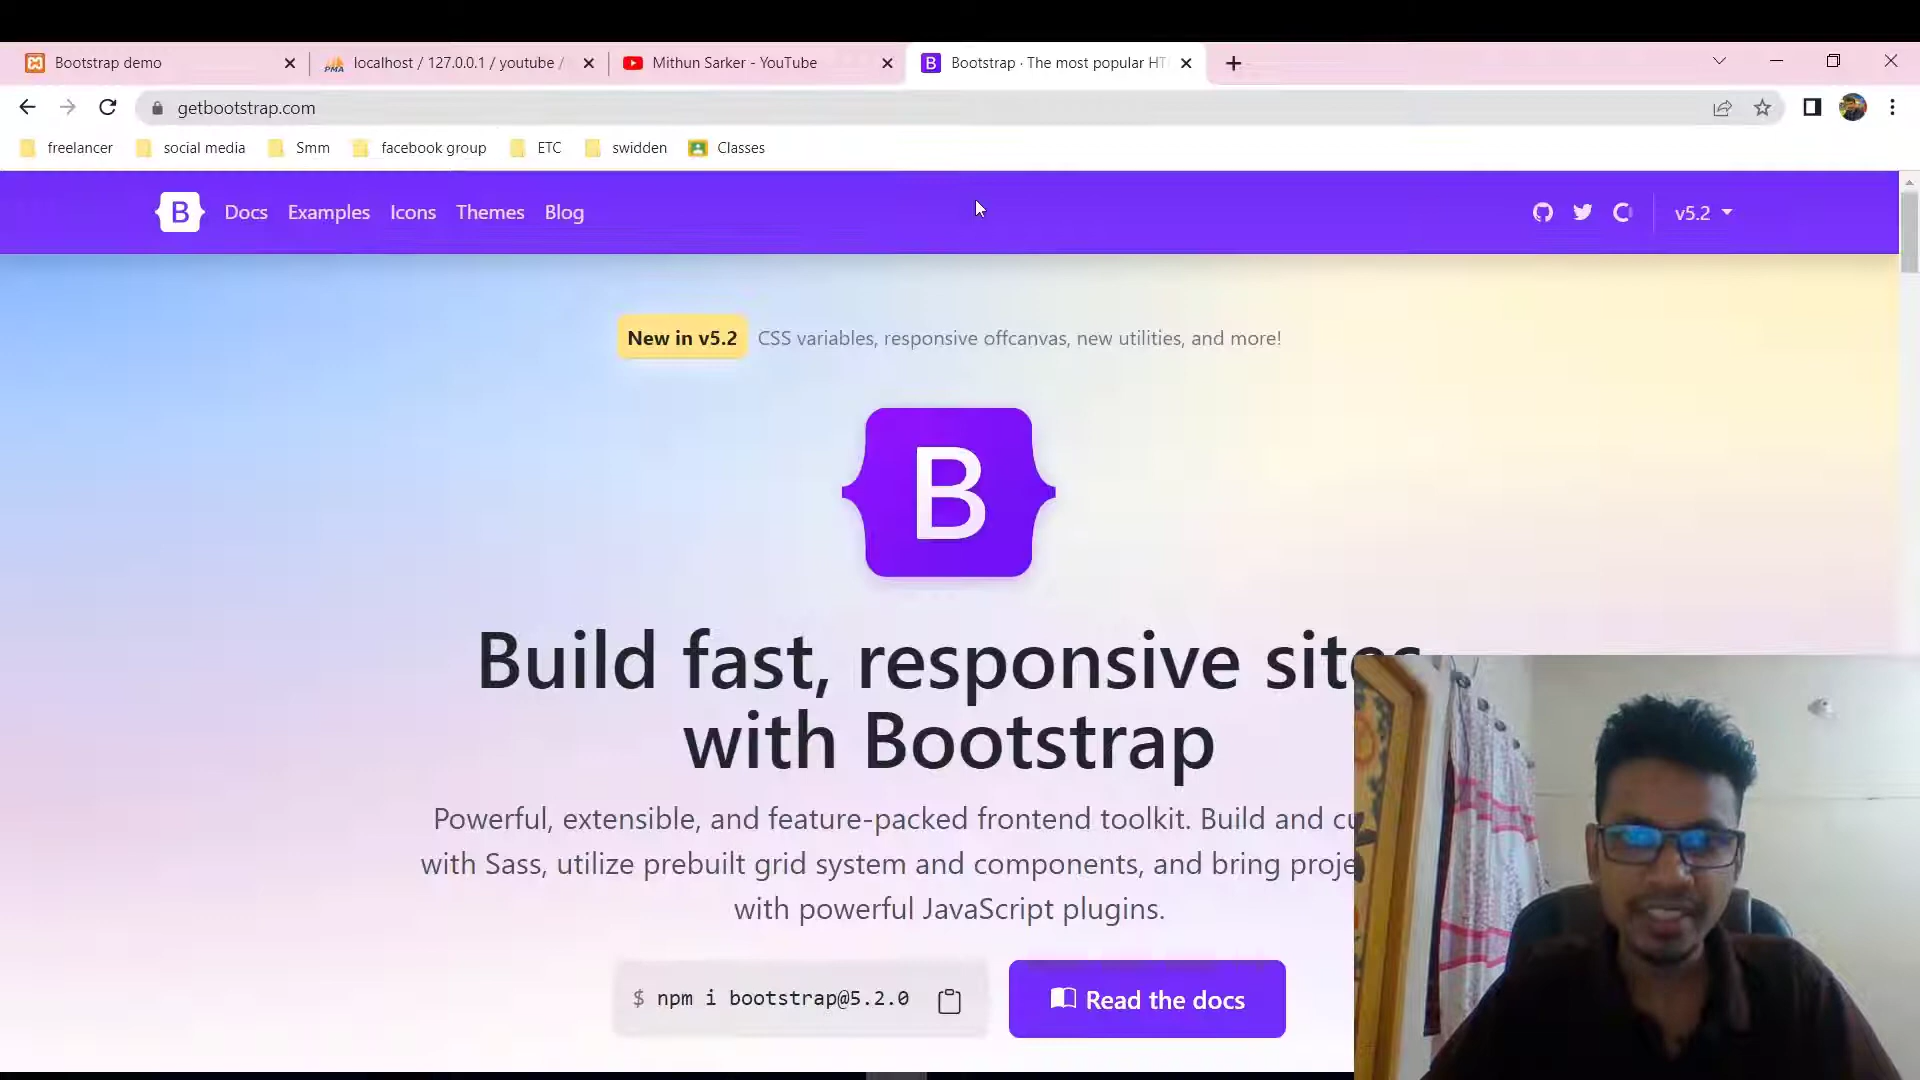 Bootstrap demo
localhost / 127.0.0.1 / youtube /
Mithun Sarker - YouTube
Bootstrap · The most popular HT
getbootstrap.com
freelancer
social media
Smm
facebook group
ETC
swidden
Classes
B
Docs
Examples
Icons
Themes
Blog
v5.2
New in v5.2
CSS variables, responsive offcanvas, new utilities, and more!
B
Build fast, responsive sites
with Bootstrap
Powerful, extensible, and feature-packed frontend toolkit. Build and cu
with Sass, utilize prebuilt grid system and components, and bring proje
with powerful JavaScript plugins.
$ npm i bootstrap@5.2.0
Read the docs